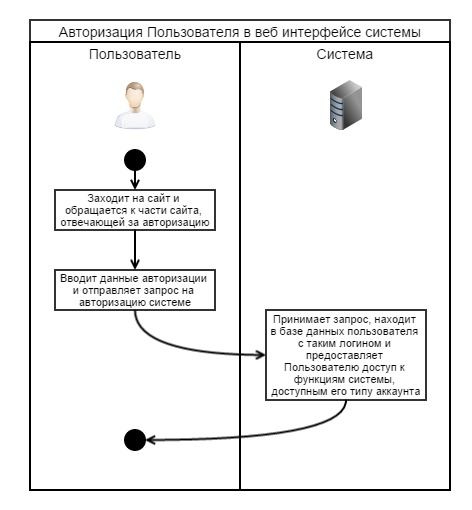 Авторизация Пользователя в веб интерфейсе системы
Пользователь
Система
Заходит на сайт и
обращается к части сайта,
отвечающей за авторизацию
Вводит данные авторизации
и отправляет запрос на
авторизацию системе
Принимает запрос, находит
в базе данных пользователя
с таким логином и
предоставляет
Пользователю доступ к
функциям системы,
доступным его типу аккаунта